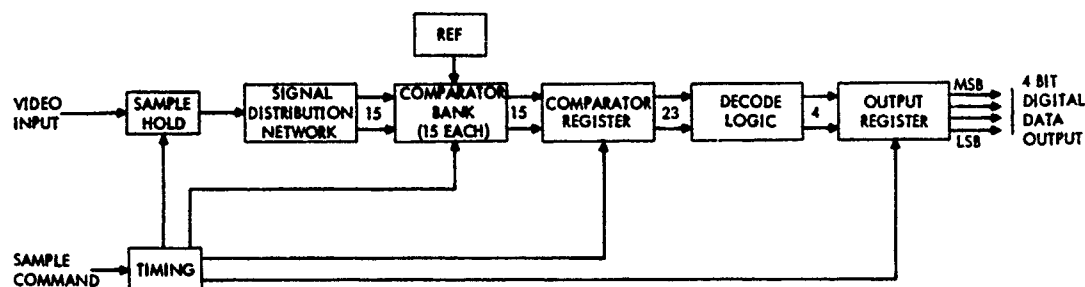 REF
VIDEO
INPUT
SAMPLE
HOLD
SIGNAL
DISTRIBUTION
NETWORK
15
COMPARATOR
BANK
(15 EACH)
15
COMPARATOR
REGISTER
23
DECODE
LOGIC
4
OUTPUT
REGISTER
MSB
LSB
4 BIT
DIGITAL
DATA
OUTPUT
SAMPLE
COMMAND
TIMING